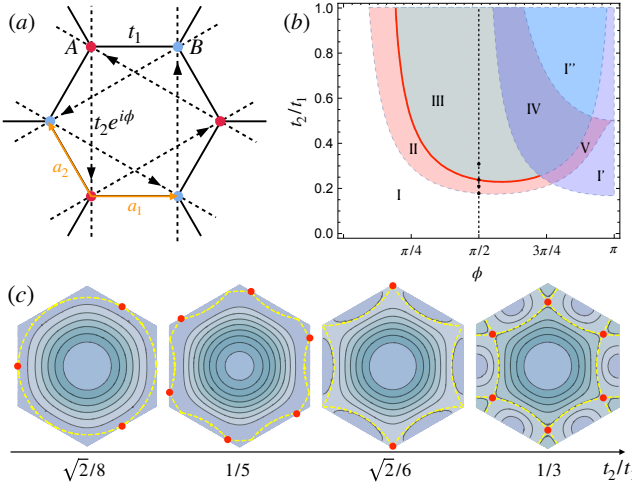 (a)
A t₁ B
t₂e^{iϕ}
a₂
a₁
(b)
t₂/t₁
1.0
0.8
0.6
0.4
0.2
0.0
I
II
III
IV
V
I'
I''
π/4 π/2 3π/4 π
ϕ
(c)
√2/8 1/5 √2/6 1/3 t₂/t